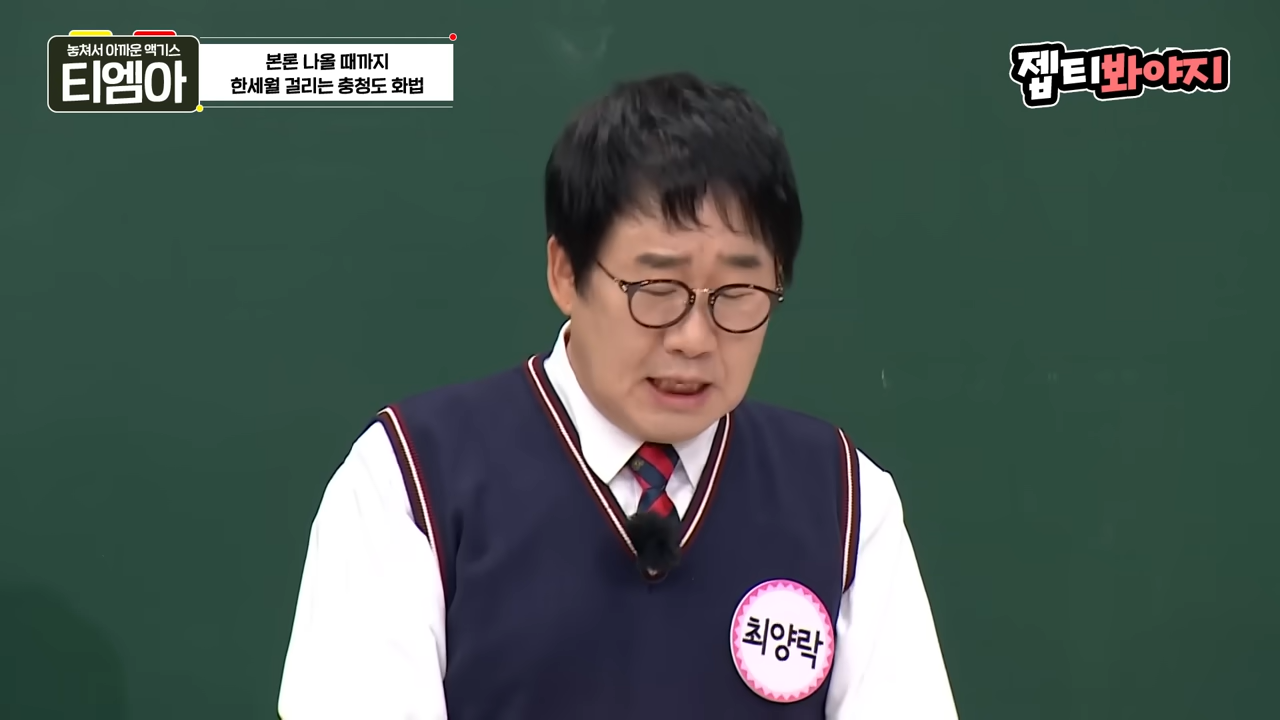 놓쳐서 아까운 액기스
티엠아
본론 나올 때까지
한세월 걸리는 충청도 화법
젭티봐야지
최양락